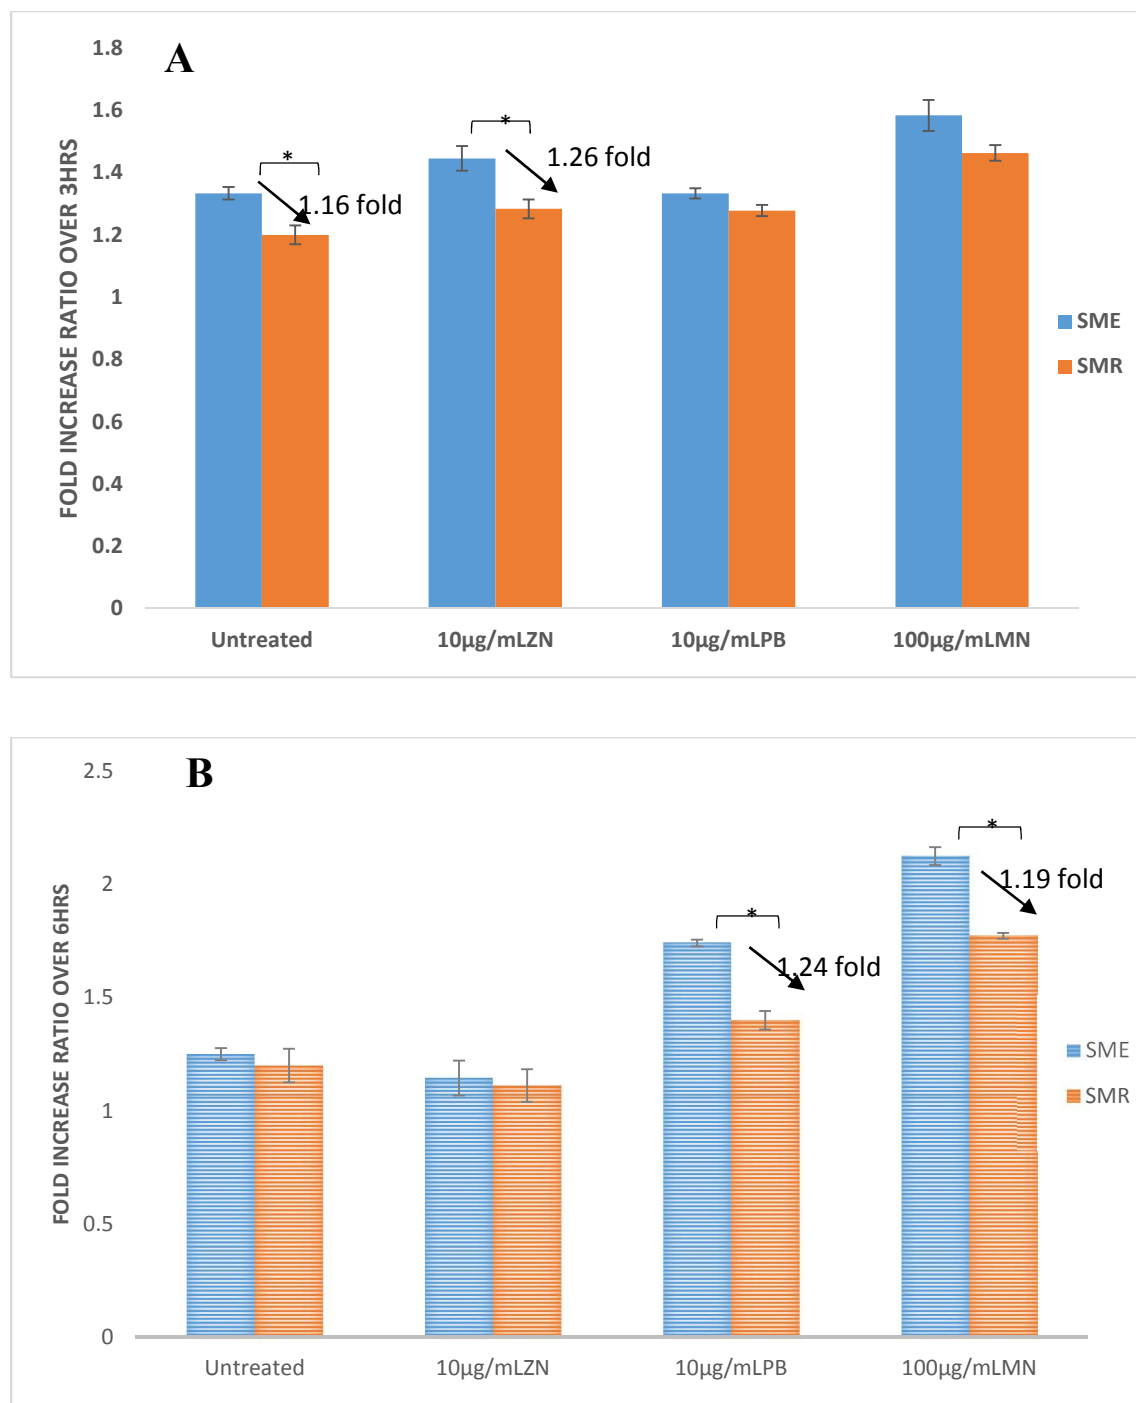 A
FOLD INCREASE RATIO OVER 3HRS
1.8
1.6
1.4
1.2
1
0.8
0.6
0.4
0.2
0
*
1.16 fold
*
1.26 fold
Untreated
10µg/mLZN
10µg/mLPB
100µg/mLMN
SME
SMR
B
FOLD INCREASE RATIO OVER 6HRS
2.5
2
1.5
1
0.5
0
*
1.24 fold
*
1.19 fold
Untreated
10µg/mLZN
10µg/mLPB
100µg/mLMN
SME
SMR